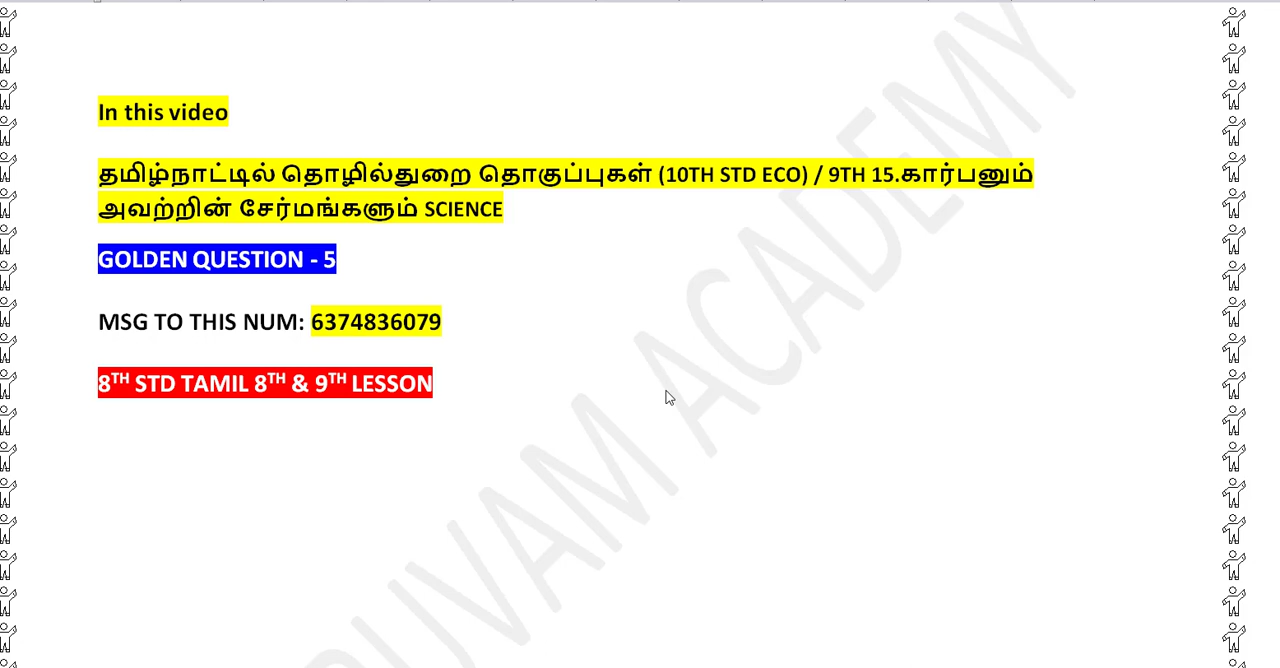 In this video
தமிழ்நாட்டில் தொழில்துறை தொகுப்புகள் (10TH STD ECO) / 9TH 15.கார்பனும்
அவற்றின் சேர்மங்களும் SCIENCE
GOLDEN QUESTION - 5
MSG TO THIS NUM: 6374836079
8TH STD TAMIL 8TH & 9TH LESSON
ACADEMY